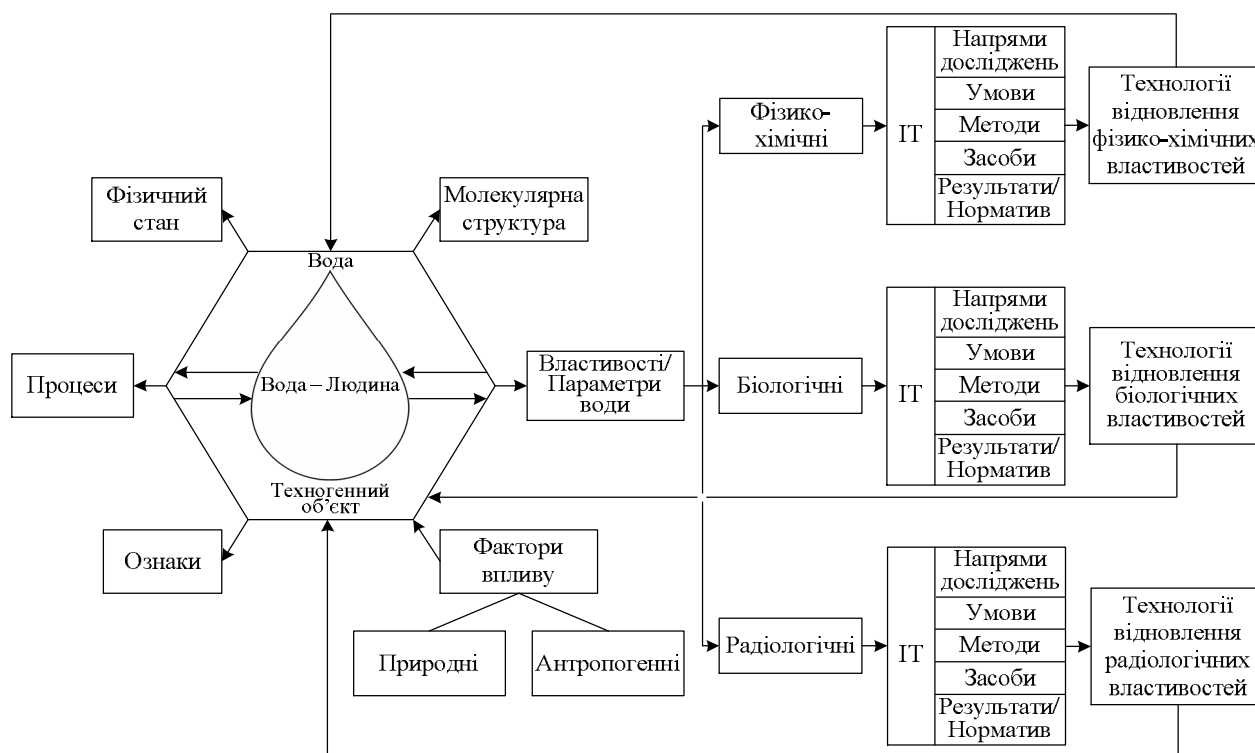 Фізичний
стан
Молекулярна
структура
Вода
Процеси
Вода – Людина
Властивості/
Параметри
води
Техногенний
об’єкт
Ознаки
Фактори
впливу
Природні
Антропогенні
Фізико-
хімічні
ІТ
Напрями
досліджень
Умови
Методи
Засоби
Результати/
Норматив
Технології
відновлення
фізико-хімічних
властивостей
Біологічні
ІТ
Напрями
досліджень
Умови
Методи
Засоби
Результати/
Норматив
Технології
відновлення
біологічних
властивостей
Радіологічні
ІТ
Напрями
досліджень
Умови
Методи
Засоби
Результати/
Норматив
Технології
відновлення
радіологічних
властивостей